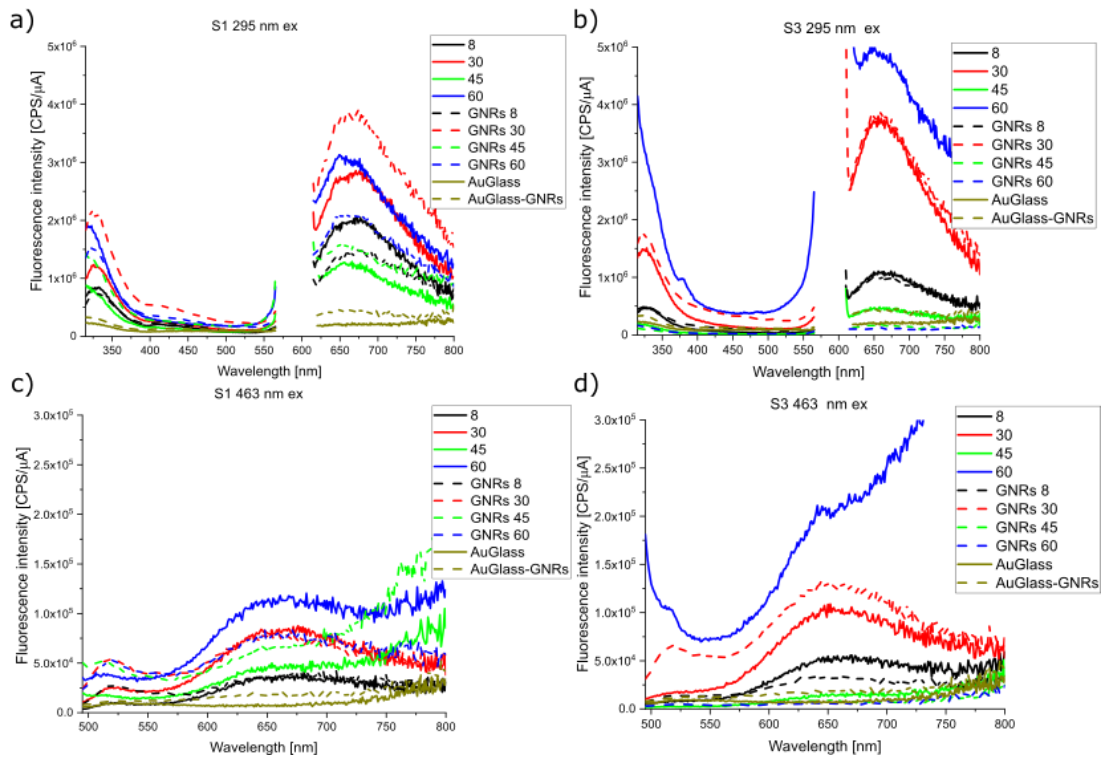 a)
S1 295 nm ex
5x10⁶
4x10⁶
3x10⁶
2x10⁶
1x10⁶
0
Fluorescence intensity [CPS/μA]
350 400 450 500 550 600 650 700 750 800
Wavelength [nm]
8
30
45
60
GNRs 8
GNRs 30
GNRs 45
GNRs 60
AuGlass
AuGlass-GNRs
b)
S3 295 nm ex
5x10⁶
4x10⁶
3x10⁶
2x10⁶
1x10⁶
0
Fluorescence intensity [CPS/μA]
350 400 450 500 550 600 650 700 750 800
Wavelength [nm]
8
30
45
60
GNRs 8
GNRs 30
GNRs 45
GNRs 60
AuGlass
AuGlass-GNRs
c)
S1 463 nm ex
3.0x10⁵
2.5x10⁵
2.0x10⁵
1.5x10⁵
1.0x10⁵
5.0x10⁴
0.0
Fluorescence intensity [CPS/μA]
500 550 600 650 700 750 800
Wavelength [nm]
8
30
45
60
GNRs 8
GNRs 30
GNRs 45
GNRs 60
AuGlass
AuGlass-GNRs
d)
S3 463 nm ex
3.0x10⁵
2.5x10⁵
2.0x10⁵
1.5x10⁵
1.0x10⁵
5.0x10⁴
0.0
Fluorescence intensity [CPS/μA]
500 550 600 650 700 750 800
Wavelength [nm]
8
30
45
60
GNRs 8
GNRs 30
GNRs 45
GNRs 60
AuGlass
AuGlass-GNRs